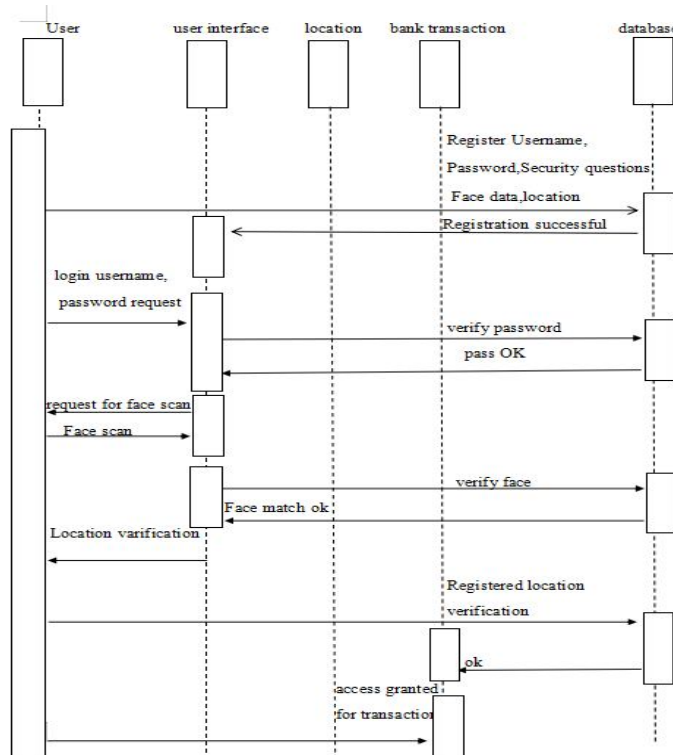 User user interface location bank transaction database
Register Username,
Password,Security questions
Face data,location
Registration successful
login username,
password request
verify password
pass OK
request for face scan
Face scan
verify face
Face match ok
Location varification
Registered location
verification
ok
access granted
for transaction